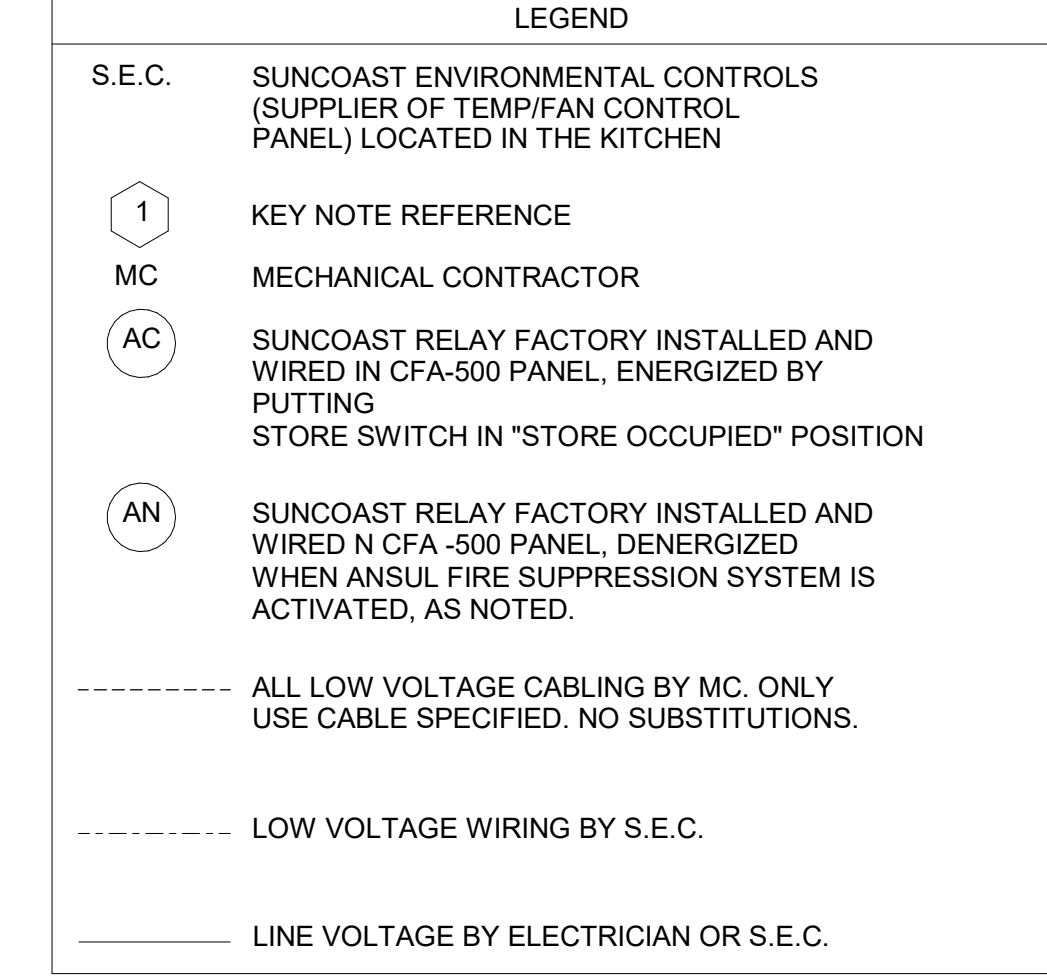 LEGEND
S.E.C. SUNCOAST ENVIRONMENTAL CONTROLS
(SUPPLIER OF TEMP/FAN CONTROL
PANEL) LOCATED IN THE KITCHEN
1 KEY NOTE REFERENCE
MC MECHANICAL CONTRACTOR
AC SUNCOAST RELAY FACTORY INSTALLED AND
WIRED IN CFA-500 PANEL, ENERGIZED BY
PUTTING
STORE SWITCH IN "STORE OCCUPIED" POSITION
AN SUNCOAST RELAY FACTORY INSTALLED AND
WIRED N CFA -500 PANEL, DENERGIZED
WHEN ANSUL FIRE SUPPRESSION SYSTEM IS
ACTIVATED, AS NOTED.
ALL LOW VOLTAGE CABLING BY MC. ONLY
USE CABLE SPECIFIED. NO SUBSTITUTIONS.
LOW VOLTAGE WIRING BY S.E.C.
LINE VOLTAGE BY ELECTRICIAN OR S.E.C.